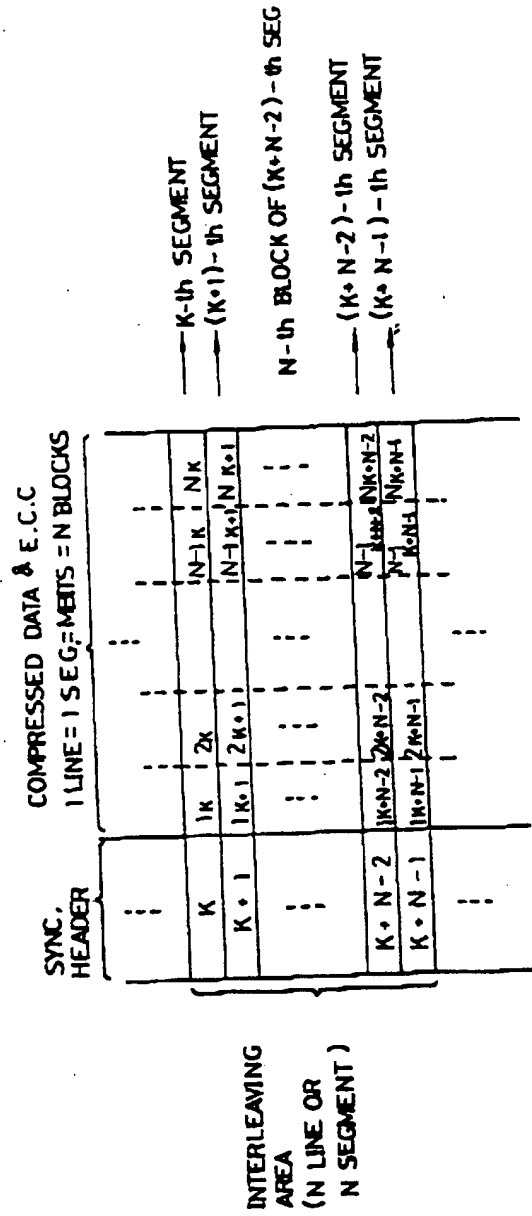 COMPRESSED DATA & E.C.C
1 LINE = 1 SEG, = MBITS = N BLOCKS
SYNC,
HEADER
K 1K 2K N-1K NK
K+1 1K+1 2K+1 N-1K+1 NK+1
K+N-2 1K+N-2 2K+N-2 N-1K+N-2 NK+N-2
K+N-1 1K+N-1 2K+N-1 N-1K+N-1 NK+N-1
INTERLEAVING
AREA
(N LINE OR
N SEGMENT)
K-th SEGMENT
(K+1)-th SEGMENT
N-th BLOCK OF (K+N-2)-th SEG
(K+N-2)-th SEGMENT
(K+N-1)-th SEGMENT